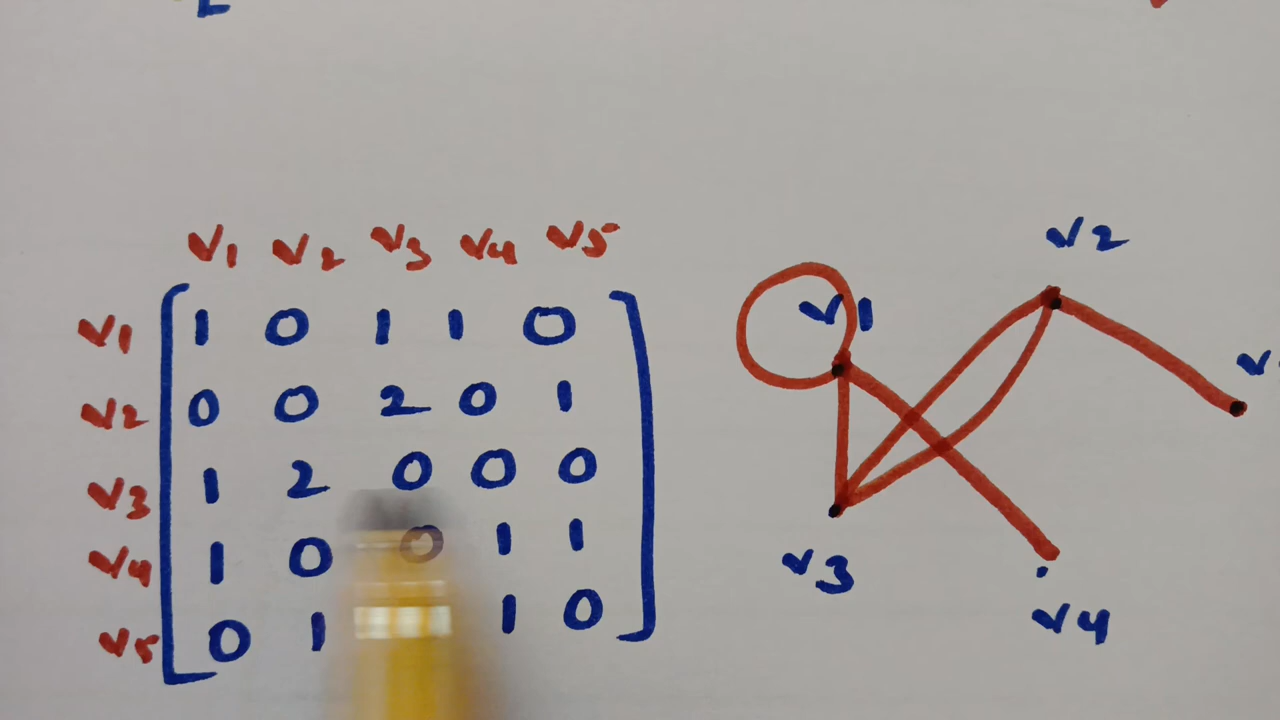 v1 v2 v3 v4 v5
v1 1 0 1 1 0
v2 0 0 2 0 1
v3 1 2 0 0 0
v4 1 0 0 1 1
v5 0 1 1 0
v2
v1
v3
v4